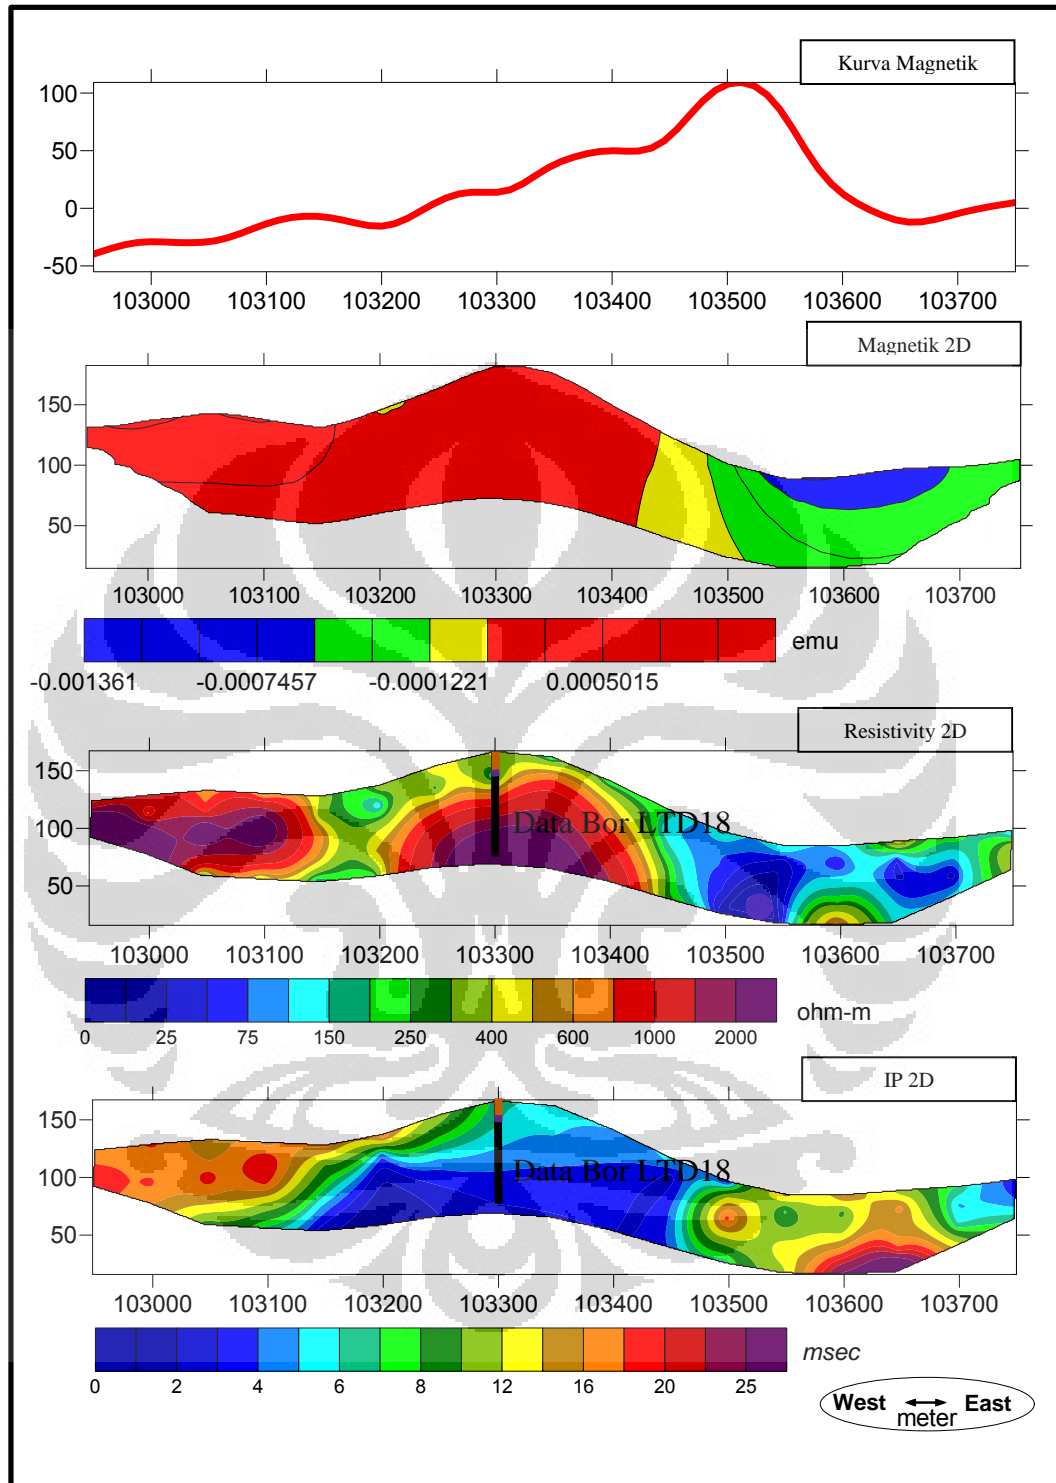 Kurva Magnetik
100
50
0
-50
103000 103100 103200 103300 103400 103500 103600 103700
Magnetik 2D
150
100
50
103000 103100 103200 103300 103400 103500 103600 103700
emu
-0.001361 -0.0007457 -0.0001221 0.0005015
Resistivity 2D
150
100
50
Data Bor LTD18
103000 103100 103200 103300 103400 103500 103600 103700
ohm-m
0 25 75 150 250 400 600 1000 2000
IP 2D
150
100
50
Data Bor LTD18
103000 103100 103200 103300 103400 103500 103600 103700
msec
0 2 4 6 8 12 16 20 25
West East
meter